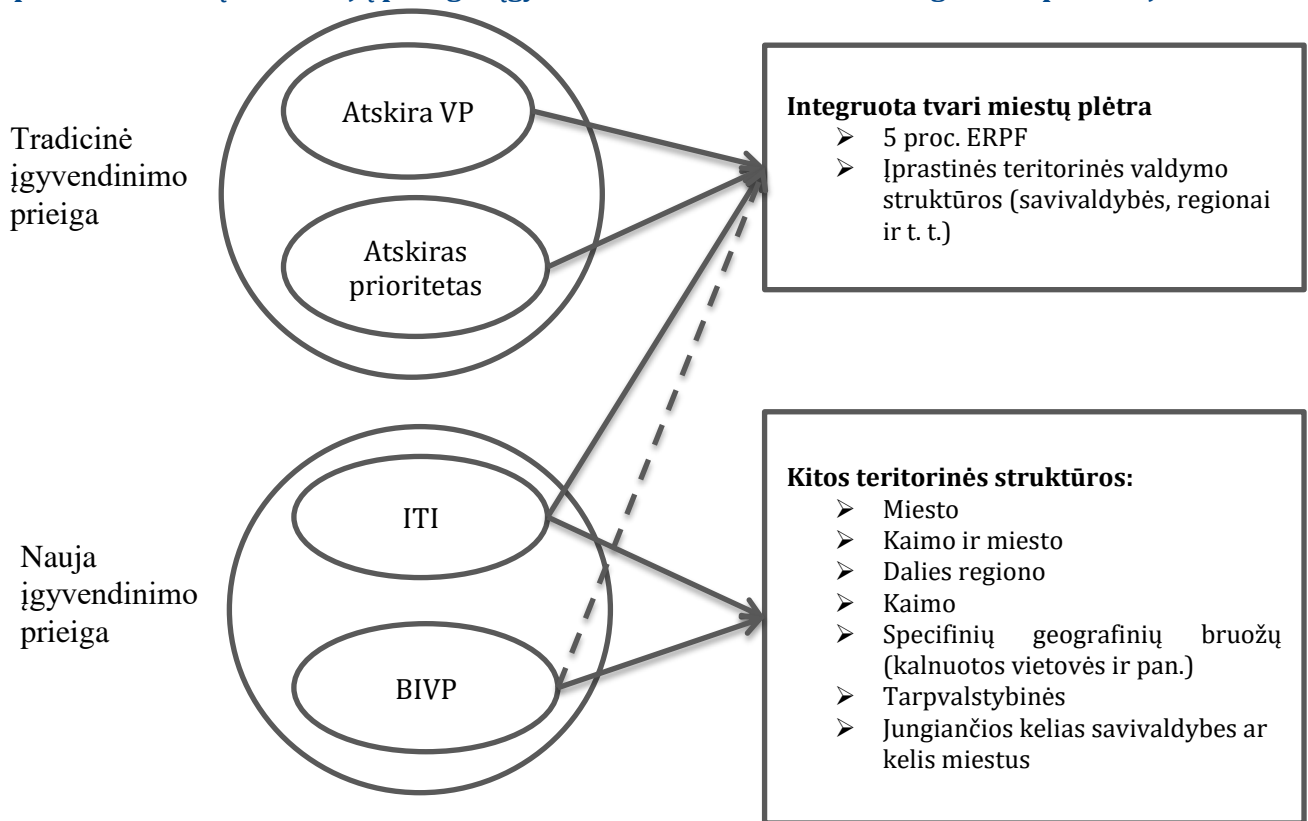 Tradicinė
įgyvendinimo
prieiga
Atskira VP
Atskiras
prioritetas
Integruota tvari miestų plėtra
➢ 5 proc. ERPF
➢ Įprastinės teritorinės valdymo
struktūros (savivaldybės, regionai
ir t. t.)
Nauja
įgyvendinimo
prieiga
ITI
BIVP
Kitos teritorinės struktūros:
➢ Miesto
➢ Kaimo ir miesto
➢ Dalies regiono
➢ Kaimo
➢ Specifinių geografinių bruožų
(kalnuotos vietovės ir pan.)
➢ Tarpvalstybinės
➢ Jungiančios kelias savivaldybes ar
kelis miestus